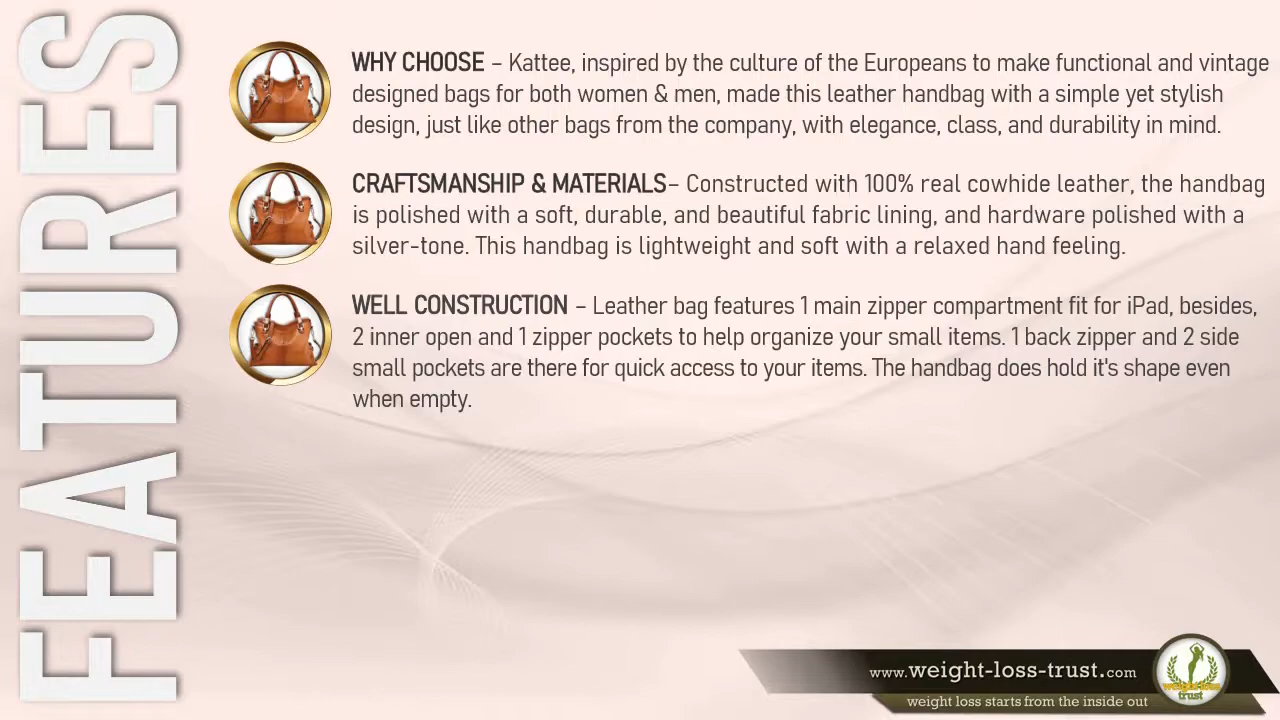 FEATURES
WHY CHOOSE – Kattee, inspired by the culture of the Europeans to make functional and vintage
designed bags for both women & men, made this leather handbag with a simple yet stylish
design, just like other bags from the company, with elegance, class, and durability in mind.
CRAFTSMANSHIP & MATERIALS– Constructed with 100% real cowhide leather, the handbag
is polished with a soft, durable, and beautiful fabric lining, and hardware polished with a
silver-tone. This handbag is lightweight and soft with a relaxed hand feeling.
WELL CONSTRUCTION – Leather bag features 1 main zipper compartment fit for iPad, besides,
2 inner open and 1 zipper pockets to help organize your small items. 1 back zipper and 2 side
small pockets are there for quick access to your items. The handbag does hold it's shape even
when empty.
www.weight-loss-trust.com
weight loss starts from the inside out
weight loss
trust